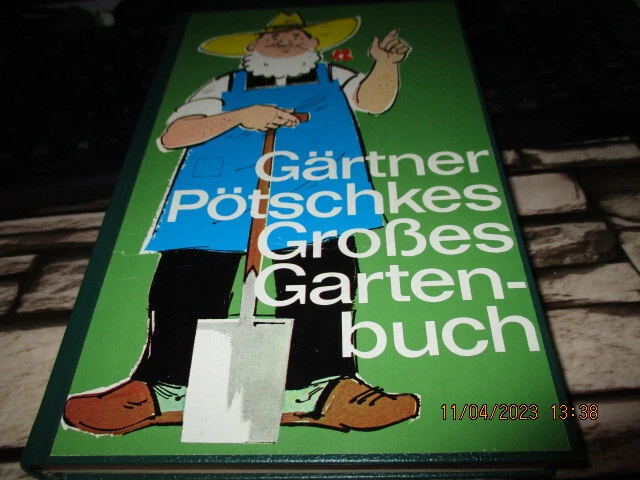 Gärtner
Pötschkes
Großes
Garten-
buch
11/04/2023 13:38